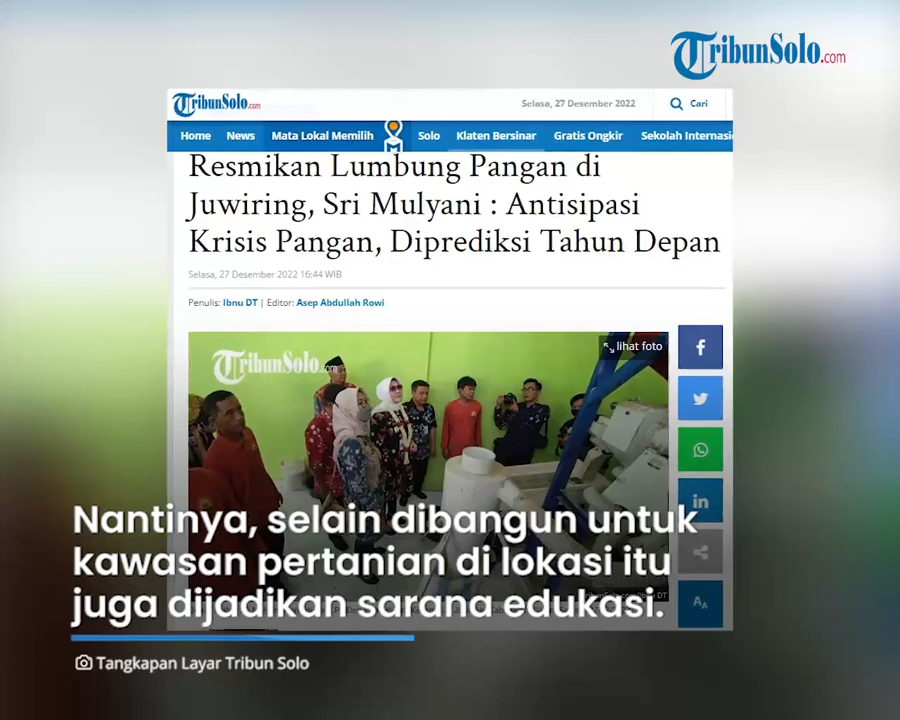 TribunSolo.com
TribunSolo.com
Selasa, 27 Desember 2022
Cari
Home News Mata Lokal Memilih Solo Klaten Bersinar Gratis Ongkir Sekolah Internasi
Resmikan Lumbung Pangan di
Juwiring, Sri Mulyani : Antisipasi
Krisis Pangan, Diprediksi Tahun Depan
Selasa, 27 Desember 2022 16:44 WIB
Penulis: Ibnu DT | Editor: Asep Abdullah Rowi
TribunSolo.com
lihat foto
Nantinya, selain dibangun untuk
kawasan pertanian di lokasi itu
juga dijadikan sarana edukasi.
AA
Tangkapan Layar Tribun Solo